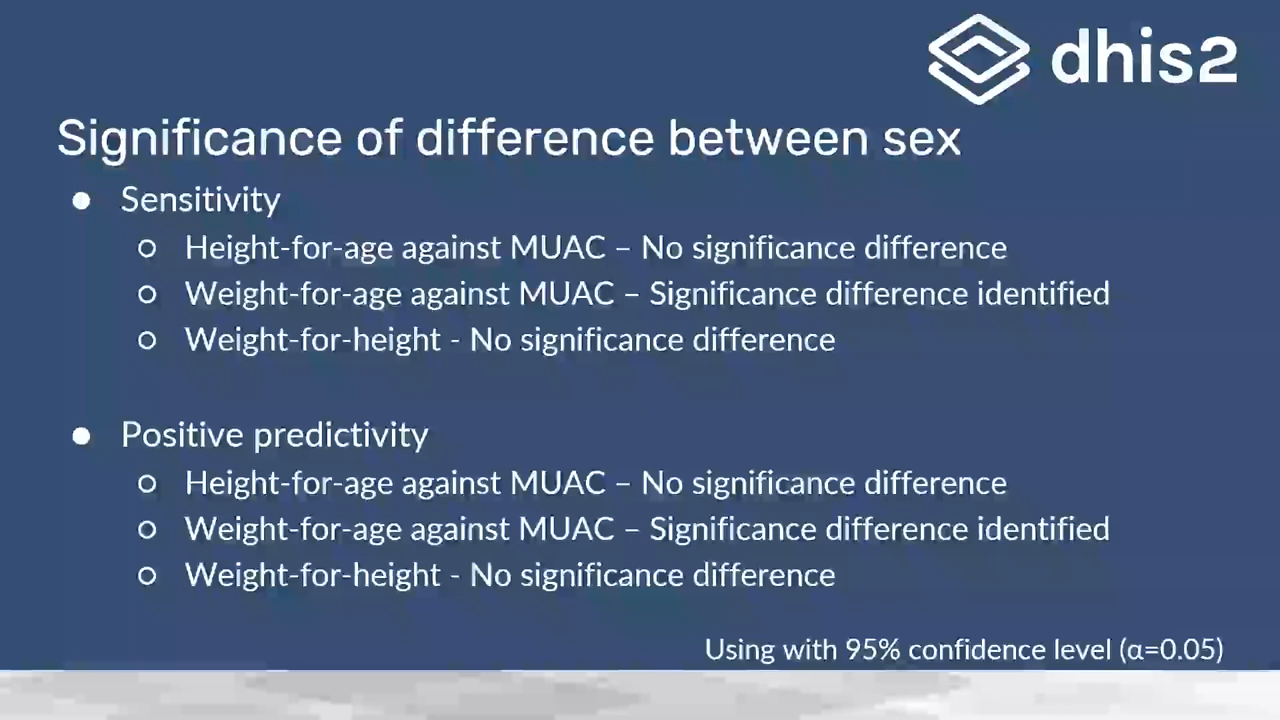 dhis2
Significance of difference between sex
● Sensitivity
○ Height-for-age against MUAC – No significance difference
○ Weight-for-age against MUAC – Significance difference identified
○ Weight-for-height - No significance difference
● Positive predictivity
○ Height-for-age against MUAC – No significance difference
○ Weight-for-age against MUAC – Significance difference identified
○ Weight-for-height - No significance difference
Using with 95% confidence level (α=0.05)